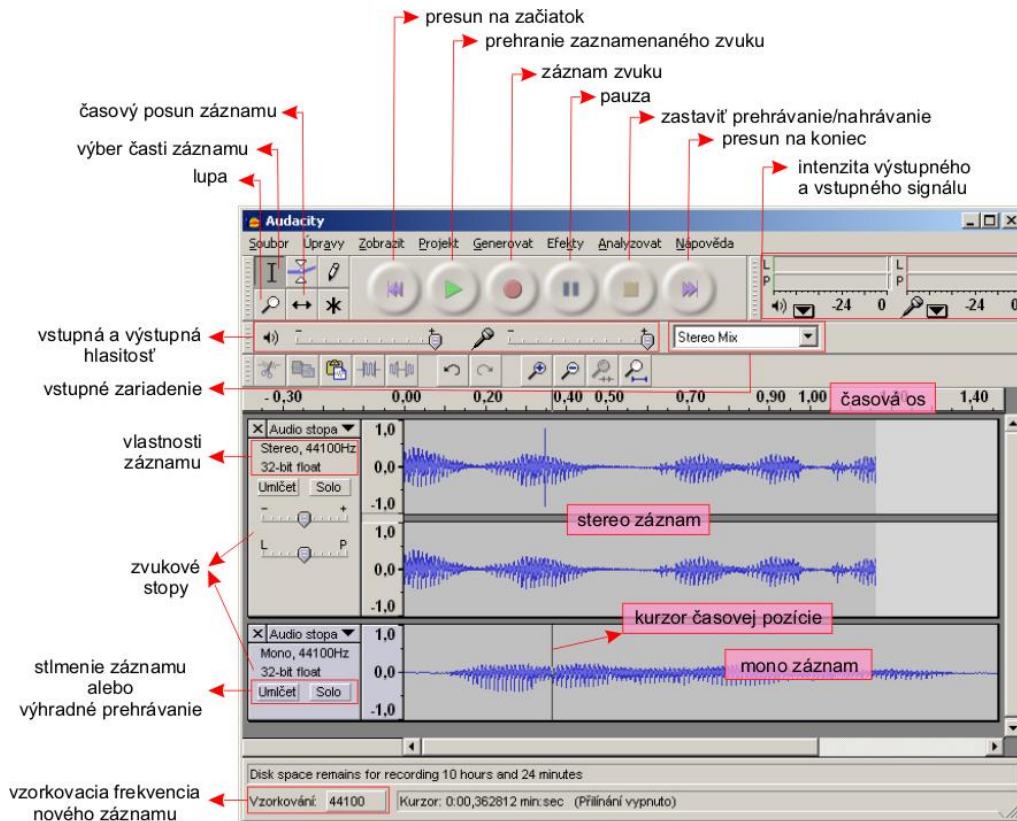 presun na začiatok
prehranie zaznamenaného zvuku
záznam zvuku
pauza
zastaviť prehrávanie/nahrávanie
presun na koniec
intenzita výstupného
a vstupného signálu
časový posun záznamu
výber časti záznamu
lupa
Audacity
Soubor Úpravy Zobrazit Projekt Generovat Efekty Analyzovat Nápověda
L
P
-24 0
L
P
-24 0
vstupná a výstupná
hlasitosť
- + - +
Stereo Mix
vstupné zariadenie
- 0,30 0,00 0,20 0,40 0,50 0,70 0,90 1,00 1,40
časová os
vlastnosti
záznamu
Audio stopa
Stereo, 44100Hz
32-bit float
Umlčet Solo
- +
L P
1,0
0,0
-1,0
1,0
0,0
-1,0
stereo záznam
zvukové
stopy
kurzor časovej pozície
Audio stopa
Mono, 44100Hz
32-bit float
Umlčet Solo
1,0
0,0
-1,0
mono záznam
stlmenie záznamu
alebo
výhradné prehrávanie
Disk space remains for recording 10 hours and 24 minutes
vzorkovacia frekvencia
nového záznamu
Vzorkování: 44100 Kurzor: 0:00,362812 min:sec (Přilínání vypnuto)